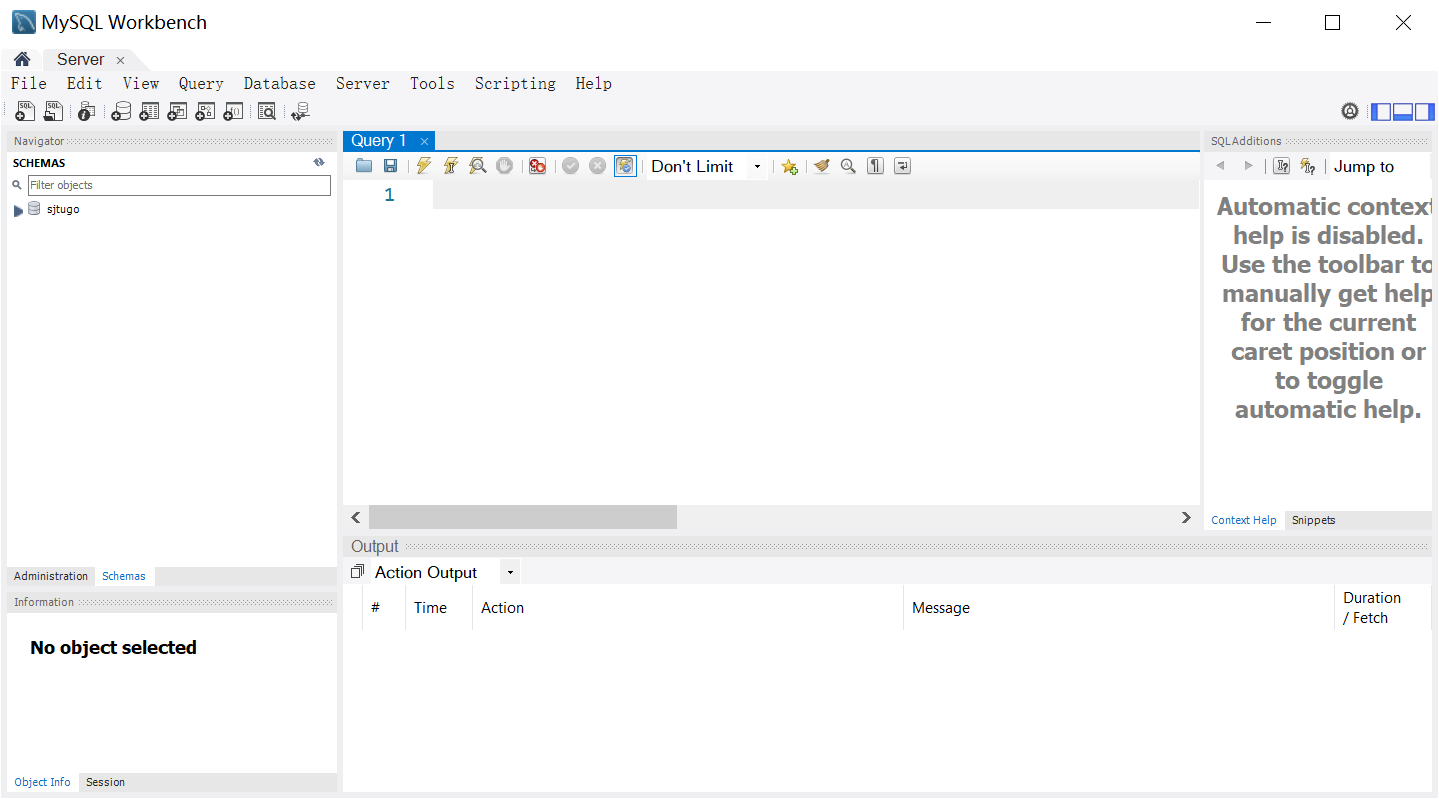 MySQL Workbench
Server
File Edit View Query Database Server Tools Scripting Help
Navigator
SCHEMAS
Filter objects
sjtugo
Administration Schemas
Information
No object selected
Object Info Session
Query 1
Don't Limit
1
Output
Action Output
# Time Action Message Duration / Fetch
SQLAdditions
Jump to
Automatic context
help is disabled.
Use the toolbar to
manually get help
for the current
caret position or
to toggle
automatic help.
Context Help Snippets